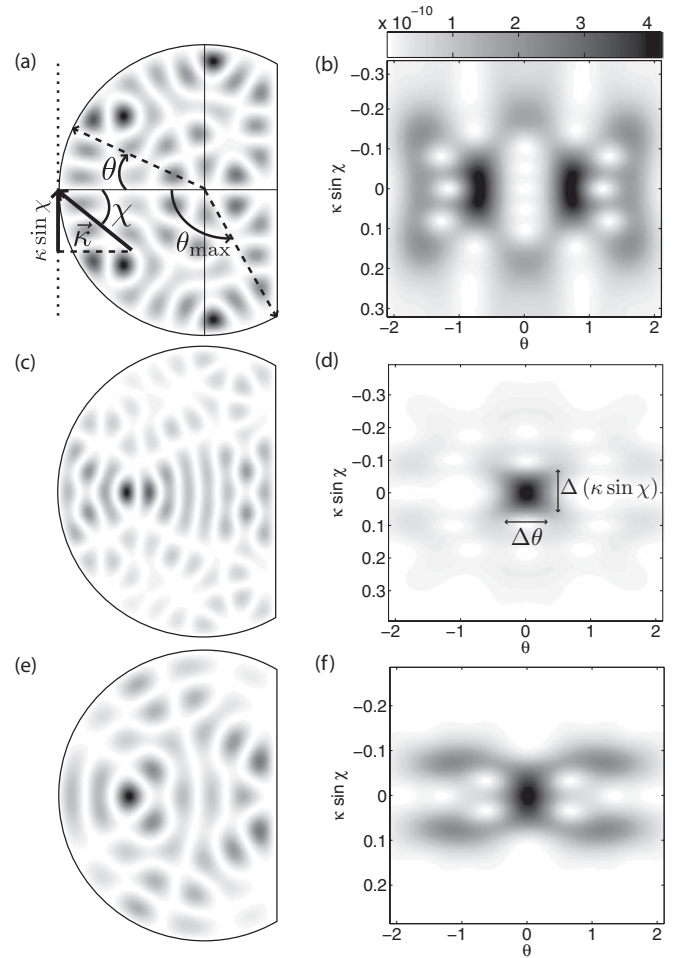 x 10⁻¹⁰ 1 2 3 4
(a)
θ
χ
κ⃗
κ sin χ
θmax
(b)
-0.3
-0.2
-0.1
0
0.1
0.2
0.3
κ sin χ
-2 -1 0 1 2
θ
(c)
(d)
-0.3
-0.2
-0.1
0
0.1
0.2
0.3
κ sin χ
Δ (κ sin χ)
Δθ
-2 -1 0 1 2
θ
(e)
(f)
-0.2
-0.1
0
0.1
0.2
κ sin χ
-2 -1 0 1 2
θ